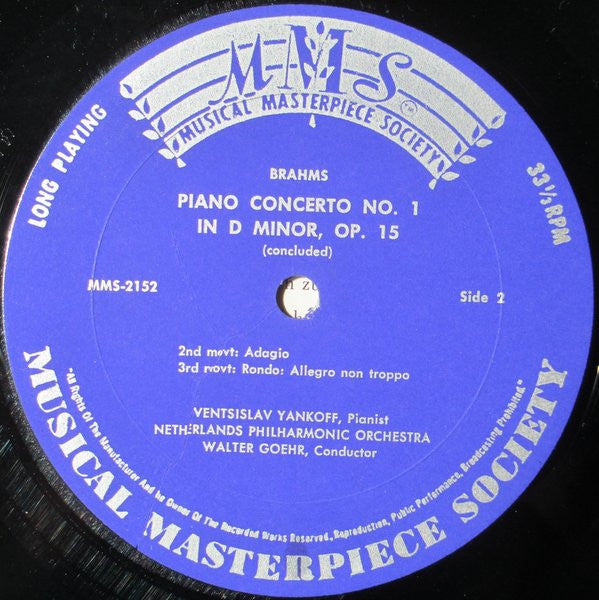 MMS
MUSICAL MASTERPIECE SOCIETY
LONG PLAYING
33 1/3 RPM
BRAHMS
PIANO CONCERTO NO. 1
IN D MINOR, OP. 15
(concluded)
MMS-2152
Side 2
2nd movt: Adagio
3rd movt: Rondo: Allegro non troppo
VENTSISLAV YANKOFF, Pianist
NETHERLANDS PHILHARMONIC ORCHESTRA
WALTER GOEHR, Conductor
"All Rights Of The Manufacturer And he Owner Of The Recorded Works Reserved, Reproduction, Public Performance, Broadcasting Prohibited."
MUSICAL MASTERPIECE SOCIETY